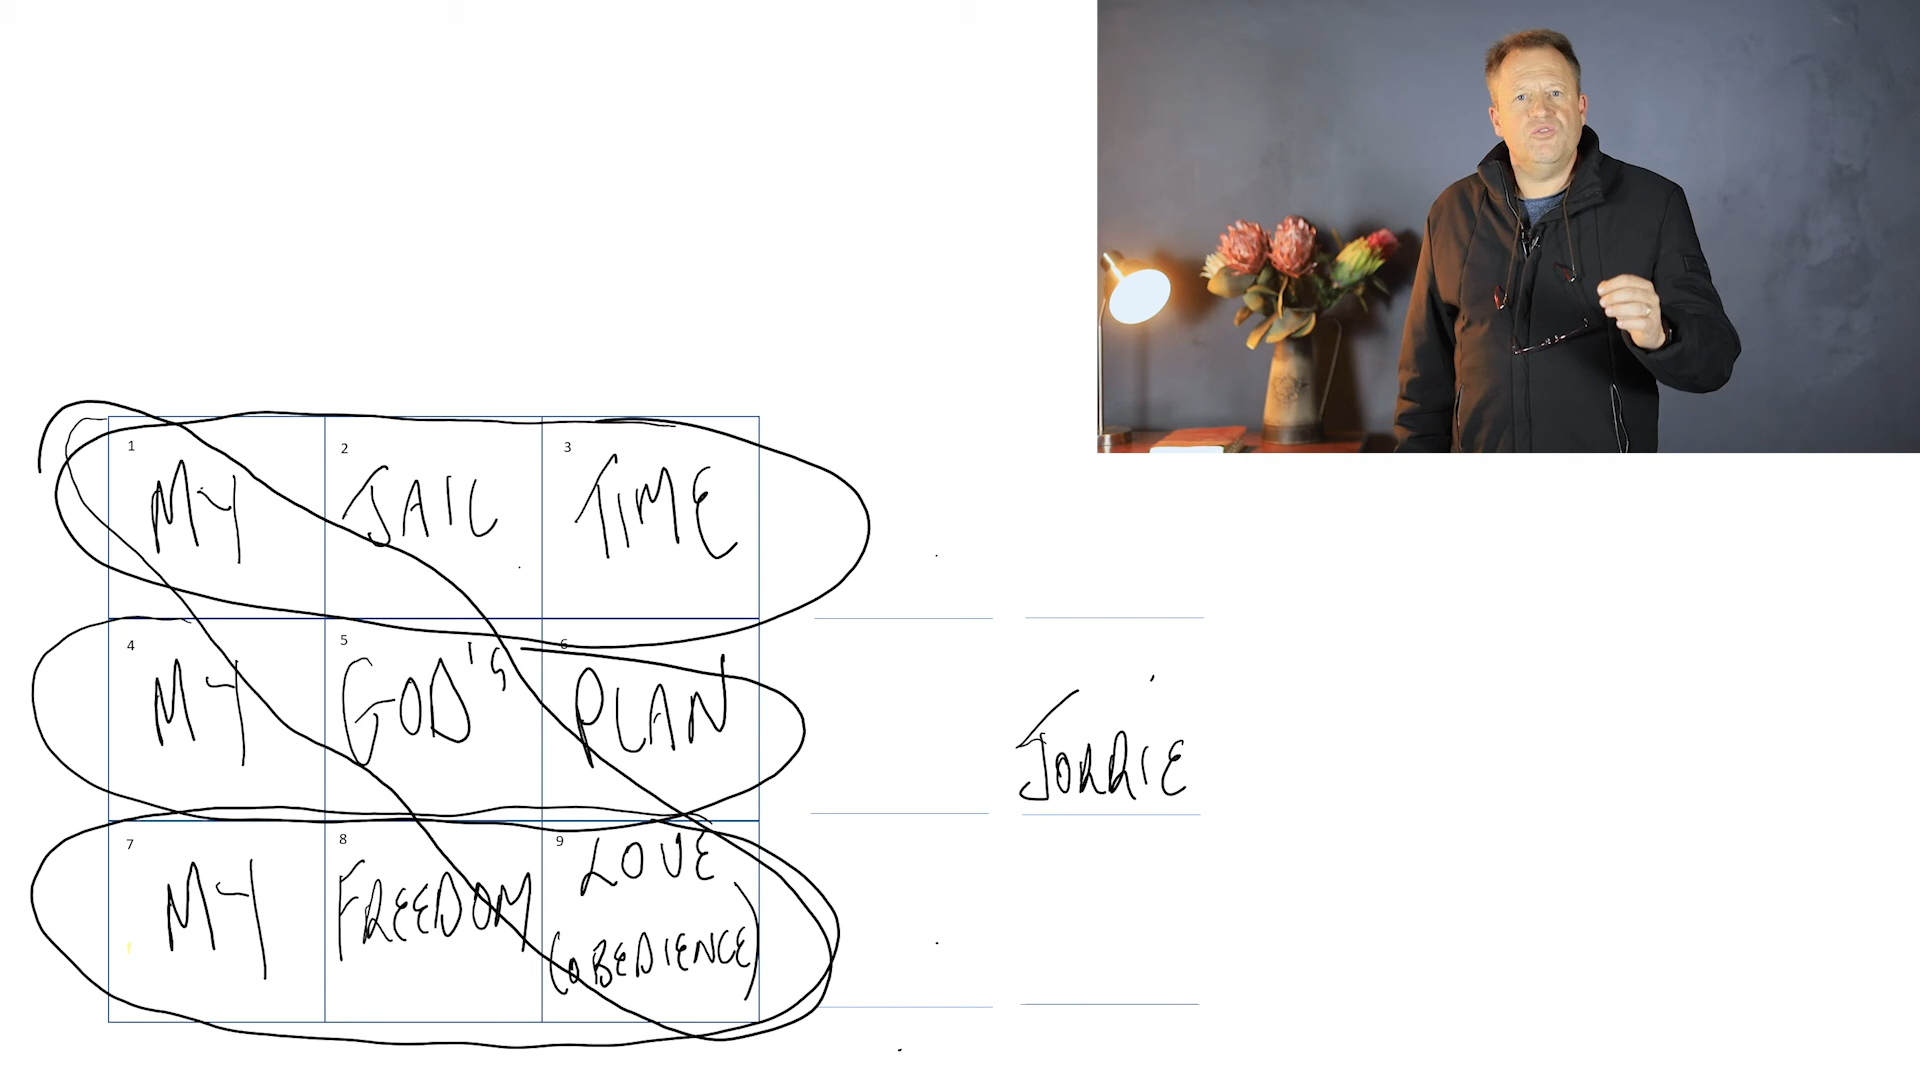 1 2 3
MY JAIL TIME
4 5 6
MY GOD'S PLAN
JORRIE
7 8 9
MY FREEDOM LOVE
(OBEDIENCE)